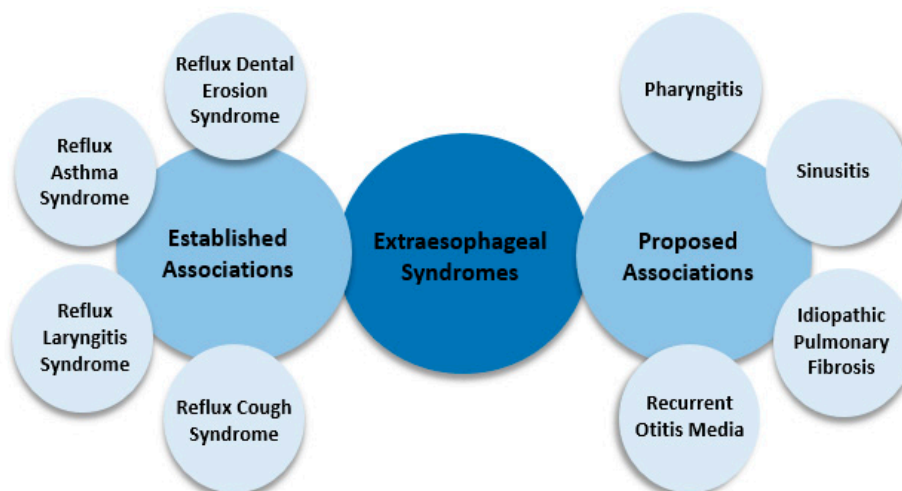 Reflux Dental
Erosion
Syndrome
Reflux
Asthma
Syndrome
Established
Associations
Reflux
Laryngitis
Syndrome
Reflux Cough
Syndrome
Extraesophageal
Syndromes
Pharyngitis
Sinusitis
Proposed
Associations
Idiopathic
Pulmonary
Fibrosis
Recurrent
Otitis Media